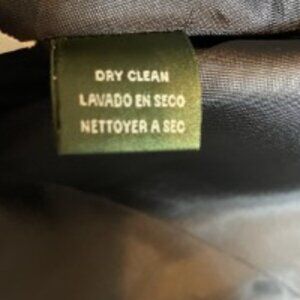 DRY CLEAN
LAVADO EN SECO
NETTOYER A SEC